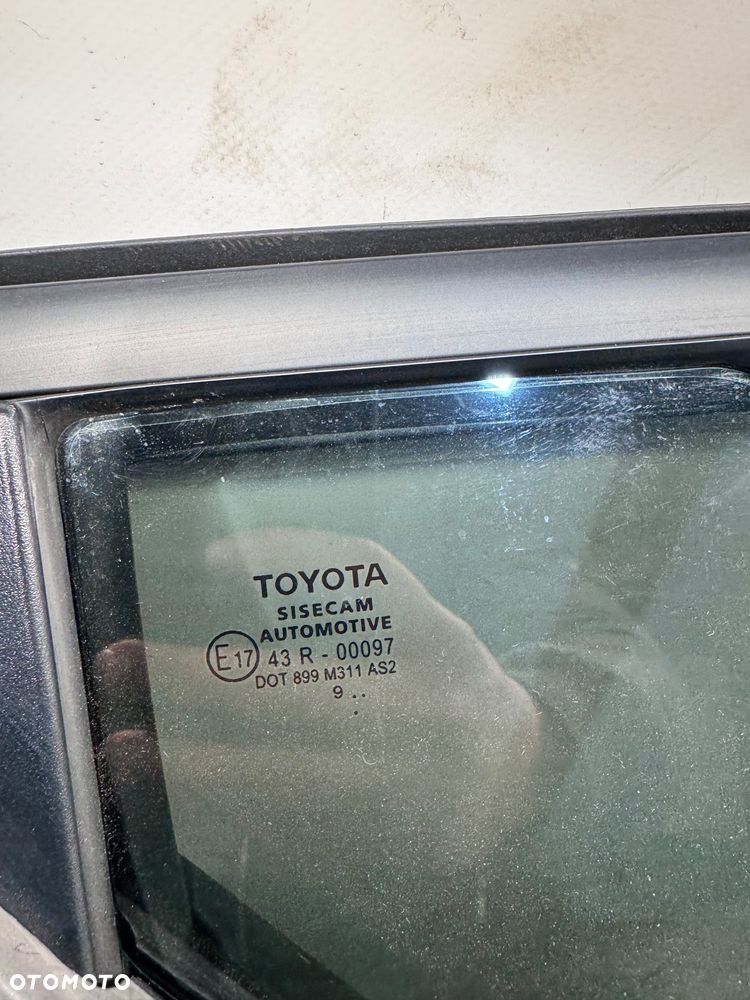 TOYOTA
SISECAM
AUTOMOTIVE
E17 43 R - 00097
DOT 899 M311 AS2
9 ..
.
OTOMOTO